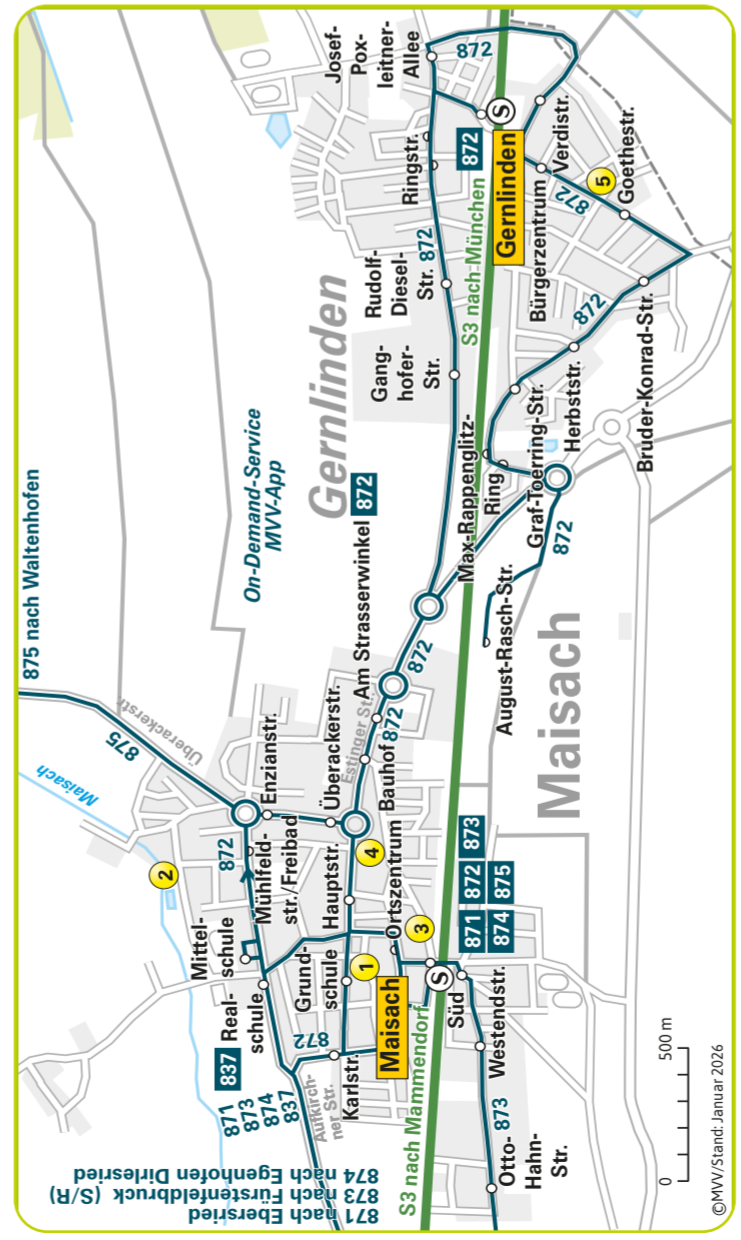 875 nach Waltenhofen
On-Demand-Service
MVV-App
Gernlinden
Josef-
Pox-
leitner-
Allee
872
Ringstr.
872
Rudolf-
Diesel-
Str.
Gang-
hofer-
Str.
S3 nach München
872
S
Gernlinden
Verdistr.
Bürgerzentrum
872
5
Goethestr.
872
Bruder-Konrad-Str.
Herbststr.
Graf-Toerring-Str.
Max-Rappenglitz-
Ring
872
August-Rasch-Str.
Maisach
Am Strasserwinkel
872
872
872
Estinger Str.
Bauhof
Überackerstr.
Enzianstr.
Überackerstr.
875
Maisach
2
872
Mühlfeld-
str./Freibad
Hauptstr.
4
Ortszentrum
3
Mittel-
schule
Real-
schule
837
Grund-
schule
1
Maisach
S
Süd
871
872
873
874
875
Westendstr.
873
Otto-
Hahn-
Str.
Karlstr.
872
Aufkirch-
ner Str.
871
873
874
837
S3 nach Mammendorf
871 nach Ebersried
873 nach Fürstenfeldbruck (S/R)
874 nach Egenhofen Dirlesried
0
500 m
©MVV/Stand: Januar 2026